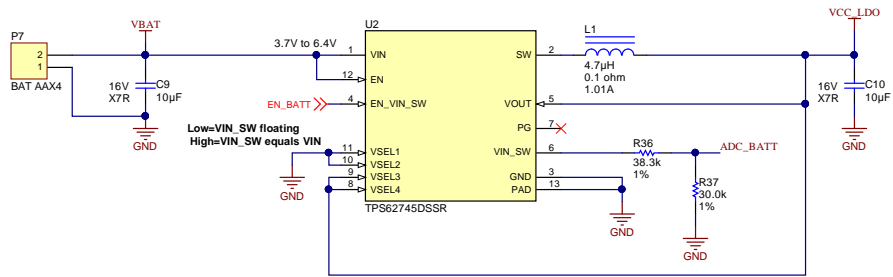 P7
2
1
BAT AAX4
VBAT
16V
X7R
C9
10µF
GND
3.7V to 6.4V
EN_BATT
Low=VIN_SW floating
High=VIN_SW equals VIN
GND
U2
1 VIN
12 EN
4 EN_VIN_SW
11 VSEL1
10 VSEL2
9 VSEL3
8 VSEL4
SW 2
VOUT 5
PG 7
VIN_SW 6
GND 3
PAD 13
TPS62745DSSR
L1
4.7µH
0.1 ohm
1.01A
VCC_LDO
16V
X7R
C10
10µF
GND
R36
38.3k
1%
ADC_BATT
R37
30.0k
1%
GND
GND